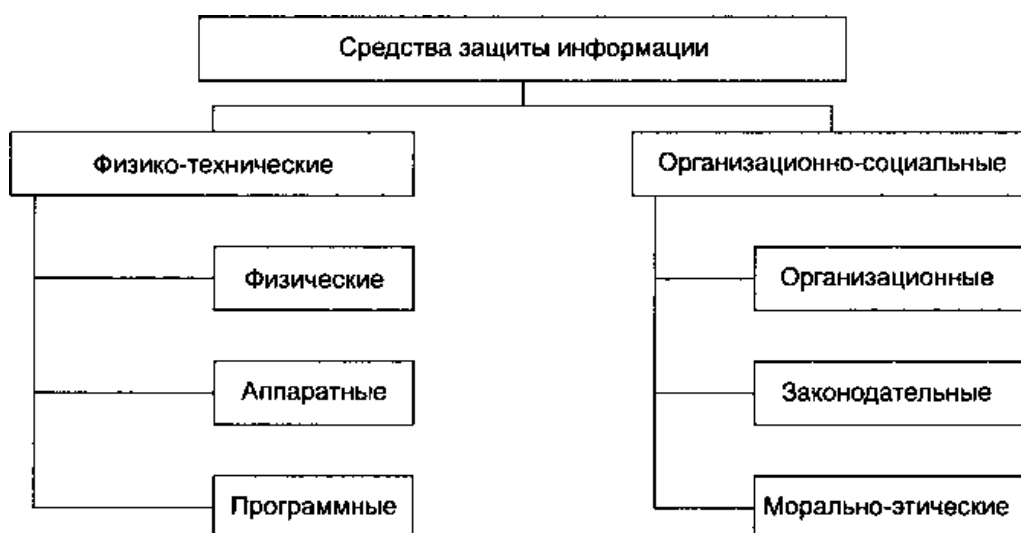 Средства защиты информации
Физико-технические
Организационно-социальные
Физические
Организационные
Аппаратные
Законодательные
Программные
Морально-этические